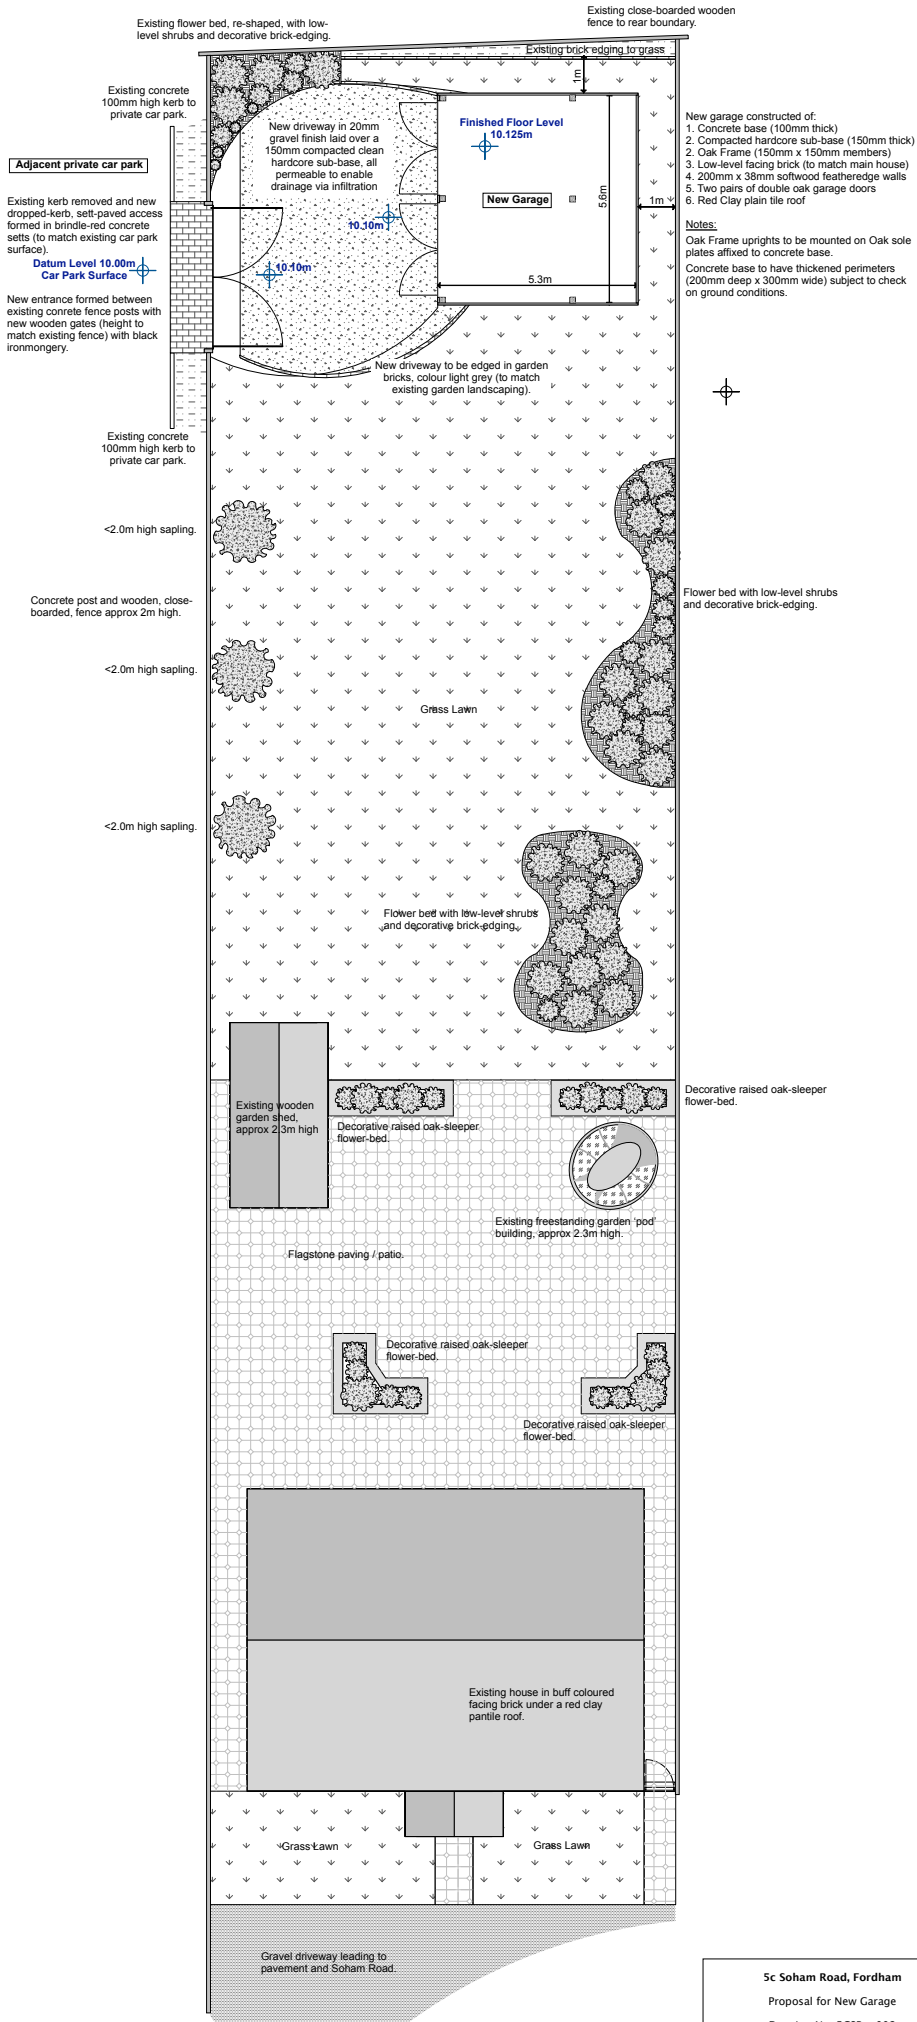 Existing close-boarded wooden
fence to rear boundary.
Existing flower bed, re-shaped, with low-
level shrubs and decorative brick-edging.
Existing brick edging to grass
1m
Existing concrete
100mm high kerb to
private car park.
New driveway in 20mm
gravel finish laid over a
150mm compacted clean
hardcore sub-base, all
permeable to enable
drainage via infiltration
Finished Floor Level
10.125m
New garage constructed of:
1. Concrete base (100mm thick)
2. Compacted hardcore sub-base (150mm thick)
2. Oak Frame (150mm x 150mm members)
3. Low-level facing brick (to match main house)
4. 200mm x 38mm softwood featheredge walls
5. Two pairs of double oak garage doors
6. Red Clay plain tile roof
Adjacent private car park
New Garage
5.6m
1m
Existing kerb removed and new
dropped-kerb, sett-paved access
formed in brindle-red concrete
setts (to match existing car park
surface).
10.10m
Notes:
Oak Frame uprights to be mounted on Oak sole
plates affixed to concrete base.
Concrete base to have thickened perimeters
(200mm deep x 300mm wide) subject to check
on ground conditions.
Datum Level 10.00m
Car Park Surface
10.10m
5.3m
New entrance formed between
existing conrete fence posts with
new wooden gates (height to
match existing fence) with black
ironmongery.
New driveway to be edged in garden
bricks, colour light grey (to match
existing garden landscaping).
Existing concrete
100mm high kerb to
private car park.
<2.0m high sapling.
Concrete post and wooden, close-
boarded, fence approx 2m high.
Flower bed with low-level shrubs
and decorative brick-edging.
<2.0m high sapling.
Grass Lawn
<2.0m high sapling.
Flower bed with low-level shrubs
and decorative brick-edging.
Existing wooden
garden shed,
approx 2.3m high
Decorative raised oak-sleeper
flower-bed.
Decorative raised oak-sleeper
flower-bed.
Existing freestanding garden 'pod'
building, approx 2.3m high.
Flagstone paving / patio.
Decorative raised oak-sleeper
flower-bed.
Decorative raised oak-sleeper
flower-bed.
Existing house in buff coloured
facing brick under a red clay
pantile roof.
Grass Lawn
Grass Lawn
Gravel driveway leading to
pavement and Soham Road.
5c Soham Road, Fordham
Proposal for New Garage